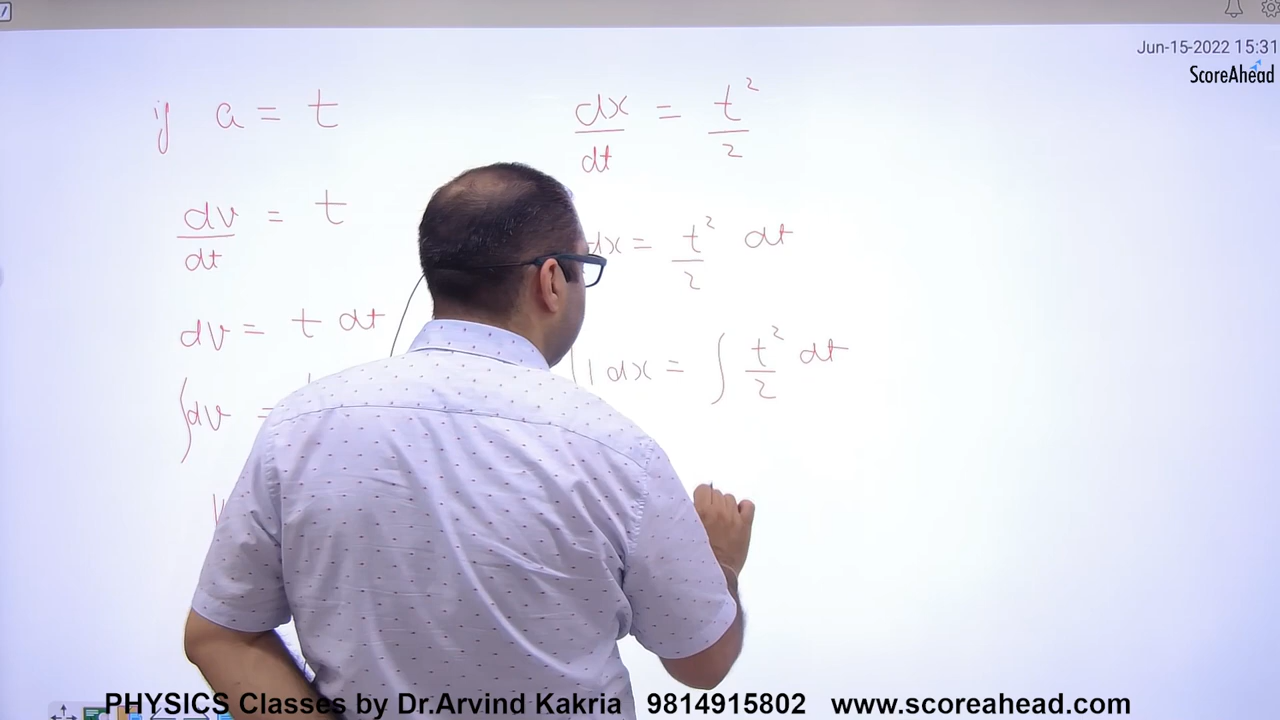 Jun-15-2022 15:31
ScoreAhead
if a = t
dv/dt = t
dv = t dt
∫dv =
dx/dt = t²/2
dx = t²/2 dt
∫1 dx = ∫ t²/2 dt
PHYSICS Classes by Dr.Arvind Kakria 9814915802 www.scoreahead.com